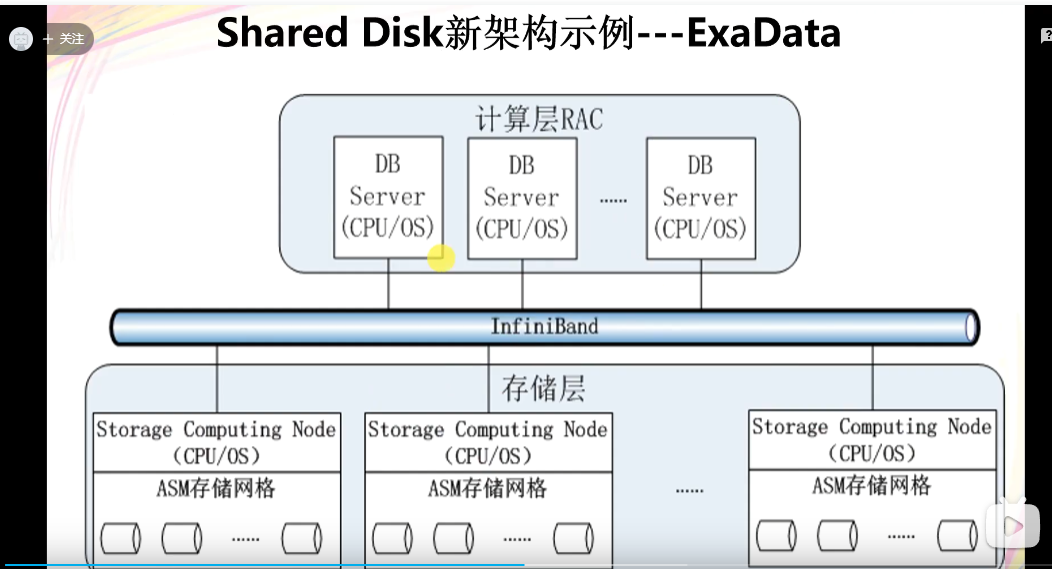 Shared Disk新架构示例---ExaData
+ 关注
?
计算层RAC
DB
Server
(CPU/OS)
DB
Server
(CPU/OS)
......
DB
Server
(CPU/OS)
InfiniBand
存储层
Storage Computing Node
(CPU/OS)
ASM存储网格
......
Storage Computing Node
(CPU/OS)
ASM存储网格
......
......
Storage Computing Node
(CPU/OS)
ASM存储网格
......